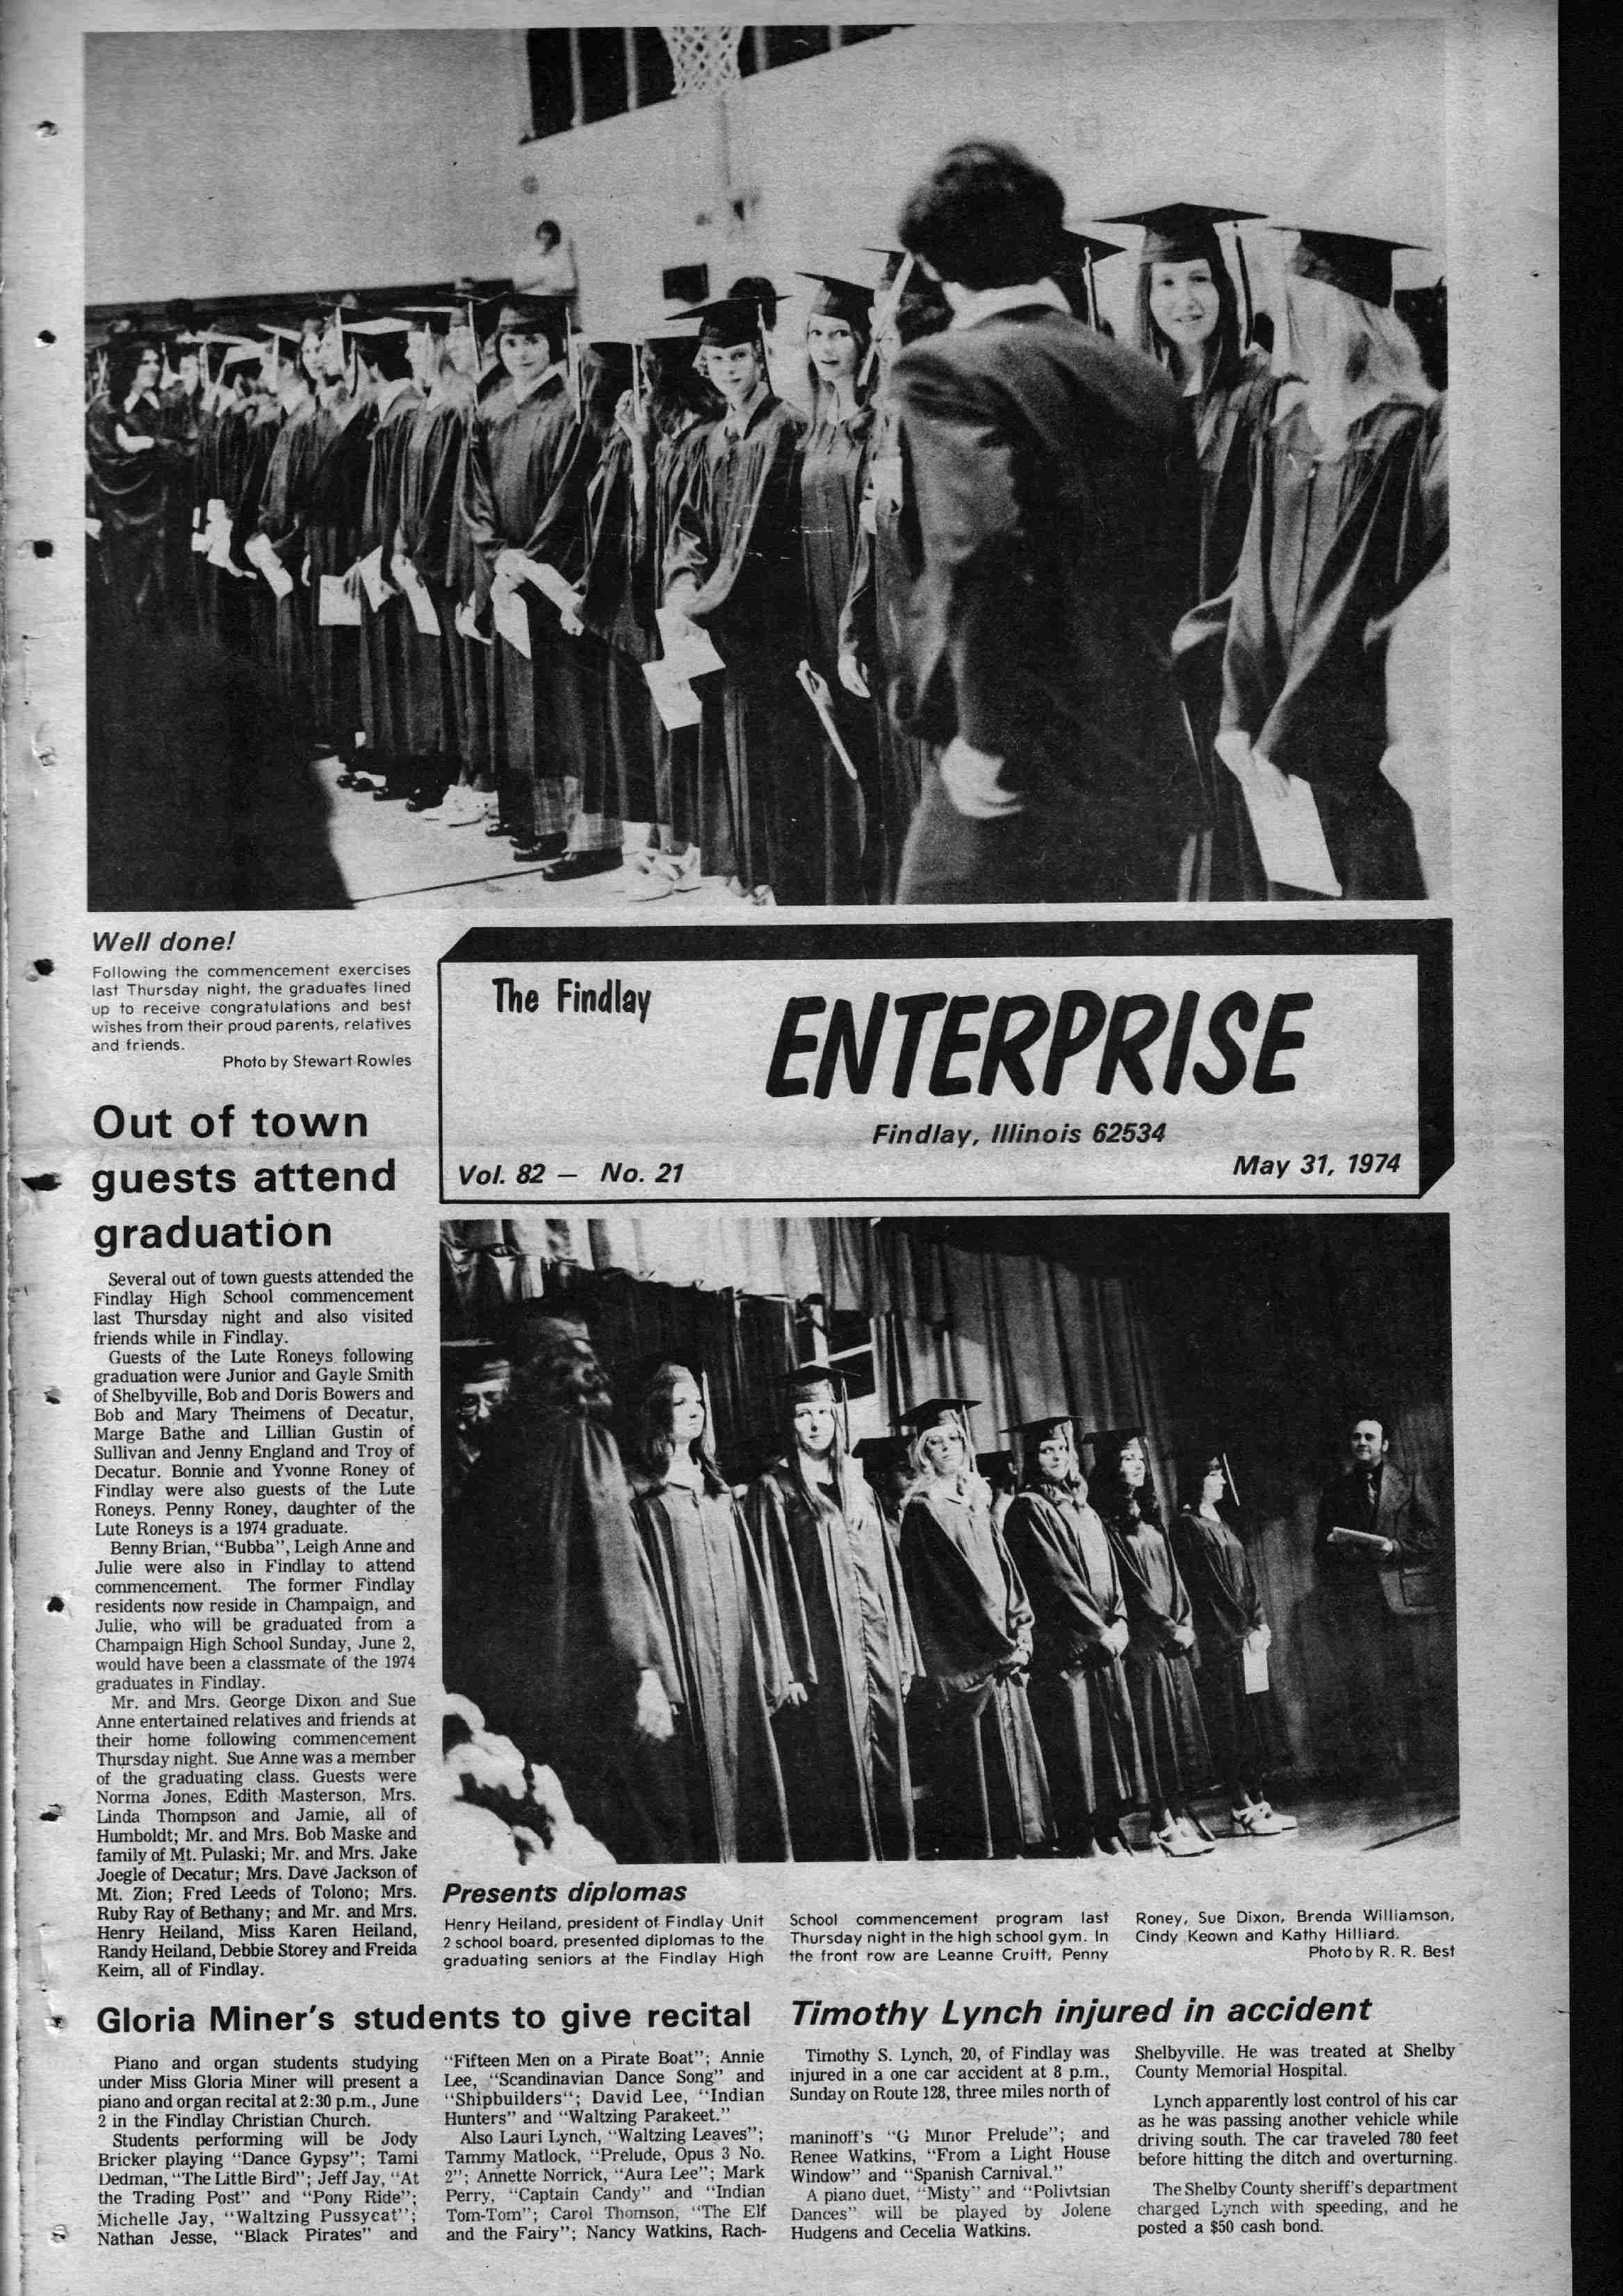 Well done!
Following the commencement exercises
last Thursday night, the graduates lined
up to receive congratulations and best
wishes from their proud parents, relatives
and friends.
Photo by Stewart Rowles
The Findlay
ENTERPRISE
Findlay, Illinois 62534
Vol. 82 — No. 21
May 31, 1974
Out of town
guests attend
graduation
Several out of town guests attended the
Findlay High School commencement
last Thursday night and also visited
friends while in Findlay.
Guests of the Lute Roneys following
graduation were Junior and Gayle Smith
of Shelbyville, Bob and Doris Bowers and
Bob and Mary Theimens of Decatur,
Marge Bathe and Lillian Gustin of
Sullivan and Jenny England and Troy of
Decatur. Bonnie and Yvonne Roney of
Findlay were also guests of the Lute
Roneys. Penny Roney, daughter of the
Lute Roneys is a 1974 graduate.
Benny Brian, "Bubba", Leigh Anne and
Julie were also in Findlay to attend
commencement. The former Findlay
residents now reside in Champaign, and
Julie, who will be graduated from a
Champaign High School Sunday, June 2,
would have been a classmate of the 1974
graduates in Findlay.
Mr. and Mrs. George Dixon and Sue
Anne entertained relatives and friends at
their home following commencement
Thursday night. Sue Anne was a member
of the graduating class. Guests were
Norma Jones, Edith Masterson, Mrs.
Linda Thompson and Jamie, all of
Humboldt; Mr. and Mrs. Bob Maske and
family of Mt. Pulaski; Mr. and Mrs. Jake
Joegle of Decatur; Mrs. Dave Jackson of
Mt. Zion; Fred Leeds of Tolono; Mrs.
Ruby Ray of Bethany; and Mr. and Mrs.
Henry Heiland, Miss Karen Heiland,
Randy Heiland, Debbie Storey and Freida
Keim, all of Findlay.
Presents diplomas
Henry Heiland, president of Findlay Unit
2 school board, presented diplomas to the
graduating seniors at the Findlay High
School commencement program last
Thursday night in the high school gym. In
the front row are Leanne Cruitt, Penny
Roney, Sue Dixon, Brenda Williamson,
Cindy Keown and Kathy Hilliard.
Photo by R. R. Best
Gloria Miner's students to give recital
Piano and organ students studying
under Miss Gloria Miner will present a
piano and organ recital at 2:30 p.m., June
2 in the Findlay Christian Church.
Students performing will be Jody
Bricker playing "Dance Gypsy"; Tami
Dedman, "The Little Bird"; Jeff Jay, "At
the Trading Post" and "Pony Ride";
Michelle Jay, "Waltzing Pussycat";
Nathan Jesse, "Black Pirates" and
"Fifteen Men on a Pirate Boat"; Annie
Lee, "Scandinavian Dance Song" and
"Shipbuilders"; David Lee, "Indian
Hunters" and "Waltzing Parakeet."
Also Lauri Lynch, "Waltzing Leaves";
Tammy Matlock, "Prelude, Opus 3 No.
2"; Annette Norrick, "Aura Lee"; Mark
Perry, "Captain Candy" and "Indian
Tom-Tom"; Carol Thomson, "The Elf
and the Fairy"; Nancy Watkins, Rach-
maninoff's "G Minor Prelude"; and
Renee Watkins, "From a Light House
Window" and "Spanish Carnival."
A piano duet, "Misty" and "Polivtsian
Dances" will be played by Jolene
Hudgens and Cecelia Watkins.
Timothy Lynch injured in accident
Timothy S. Lynch, 20, of Findlay was
injured in a one car accident at 8 p.m.,
Sunday on Route 128, three miles north of
Shelbyville. He was treated at Shelby
County Memorial Hospital.
Lynch apparently lost control of his car
as he was passing another vehicle while
driving south. The car traveled 780 feet
before hitting the ditch and overturning.
The Shelby County sheriff's department
charged Lynch with speeding, and he
posted a $50 cash bond.